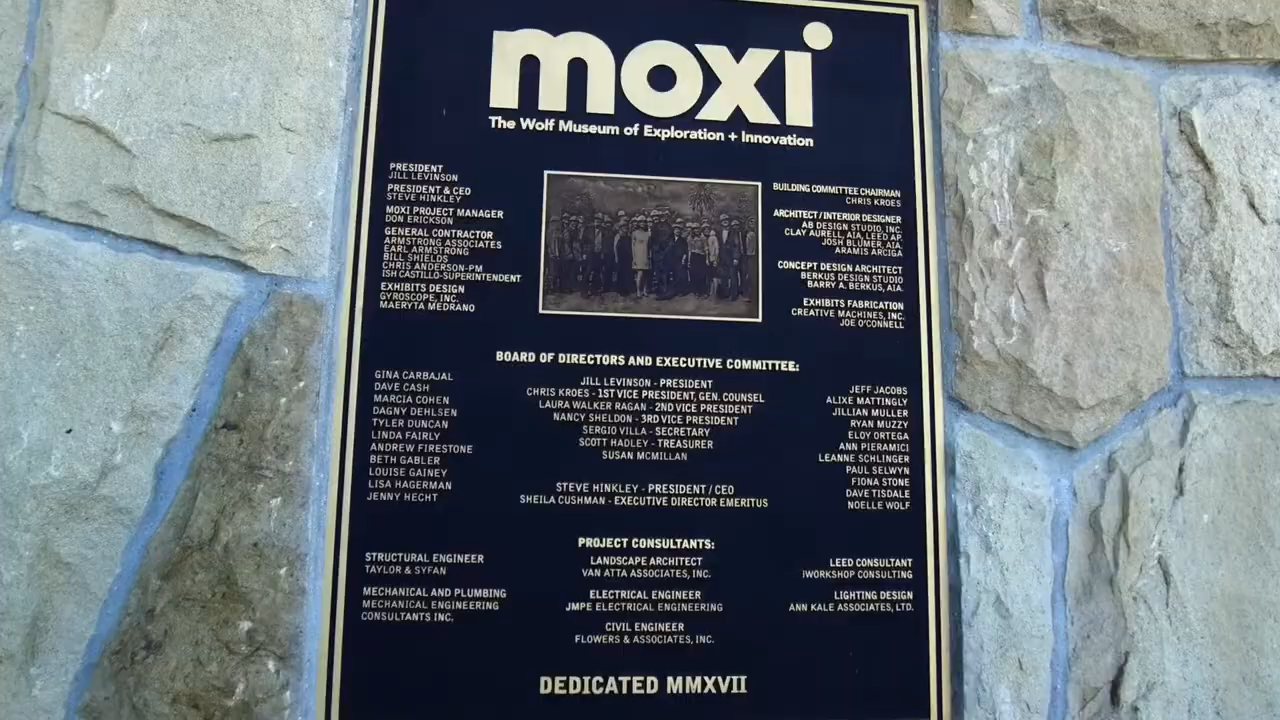 moxi
The Wolf Museum of Exploration + Innovation
PRESIDENT
JILL LEVINSON
PRESIDENT & CEO
STEVE HINKLEY
MOXI PROJECT MANAGER
DON ERICKSON
GENERAL CONTRACTOR
ARMSTRONG ASSOCIATES
EARL ARMSTRONG
BILL SHIELDS
CHRIS ANDERSON-PM
ISH CASTILLO-SUPERINTENDENT
EXHIBITS DESIGN
GYROSCOPE, INC.
MAERYTA MEDRANO
BUILDING COMMITTEE CHAIRMAN
CHRIS KROES
ARCHITECT/INTERIOR DESIGNER
AB DESIGN STUDIO, INC.
CLAY AURELL, AIA, LEED AP.
JOSH BLUMER, AIA.
ARAMIS ARCIGA
CONCEPT DESIGN ARCHITECT
BERKUS DESIGN STUDIO
BARRY A. BERKUS, AIA.
EXHIBITS FABRICATION
CREATIVE MACHINES, INC.
JOE O'CONNELL
BOARD OF DIRECTORS AND EXECUTIVE COMMITTEE:
GINA CARBAJAL
DAVE CASH
MARCIA COHEN
DAGNY DEHLSEN
TYLER DUNCAN
LINDA FAIRLY
ANDREW FIRESTONE
BETH GABLER
LOUISE GAINEY
LISA HAGERMAN
JENNY HECHT
JILL LEVINSON - PRESIDENT
CHRIS KROES - 1ST VICE PRESIDENT, GEN. COUNSEL
LAURA WALKER RAGAN - 2ND VICE PRESIDENT
NANCY SHELDON - 3RD VICE PRESIDENT
SERGIO VILLA - SECRETARY
SCOTT HADLEY - TREASURER
SUSAN MCMILLAN
STEVE HINKLEY - PRESIDENT / CEO
SHEILA CUSHMAN - EXECUTIVE DIRECTOR EMERITUS
JEFF JACOBS
ALIXE MATTINGLY
JILLIAN MULLER
RYAN MUZZY
ELOY ORTEGA
ANN PIERAMICI
LEANNE SCHLINGER
PAUL SELWYN
FIONA STONE
DAVE TISDALE
NOELLE WOLF
PROJECT CONSULTANTS:
STRUCTURAL ENGINEER
TAYLOR & SYFAN
MECHANICAL AND PLUMBING
MECHANICAL ENGINEERING
CONSULTANTS INC.
LANDSCAPE ARCHITECT
VAN ATTA ASSOCIATES, INC.
ELECTRICAL ENGINEER
JMPE ELECTRICAL ENGINEERING
CIVIL ENGINEER
FLOWERS & ASSOCIATES, INC.
LEED CONSULTANT
IWORKSHOP CONSULTING
LIGHTING DESIGN
ANN KALE ASSOCIATES, LTD.
DEDICATED MMXVII